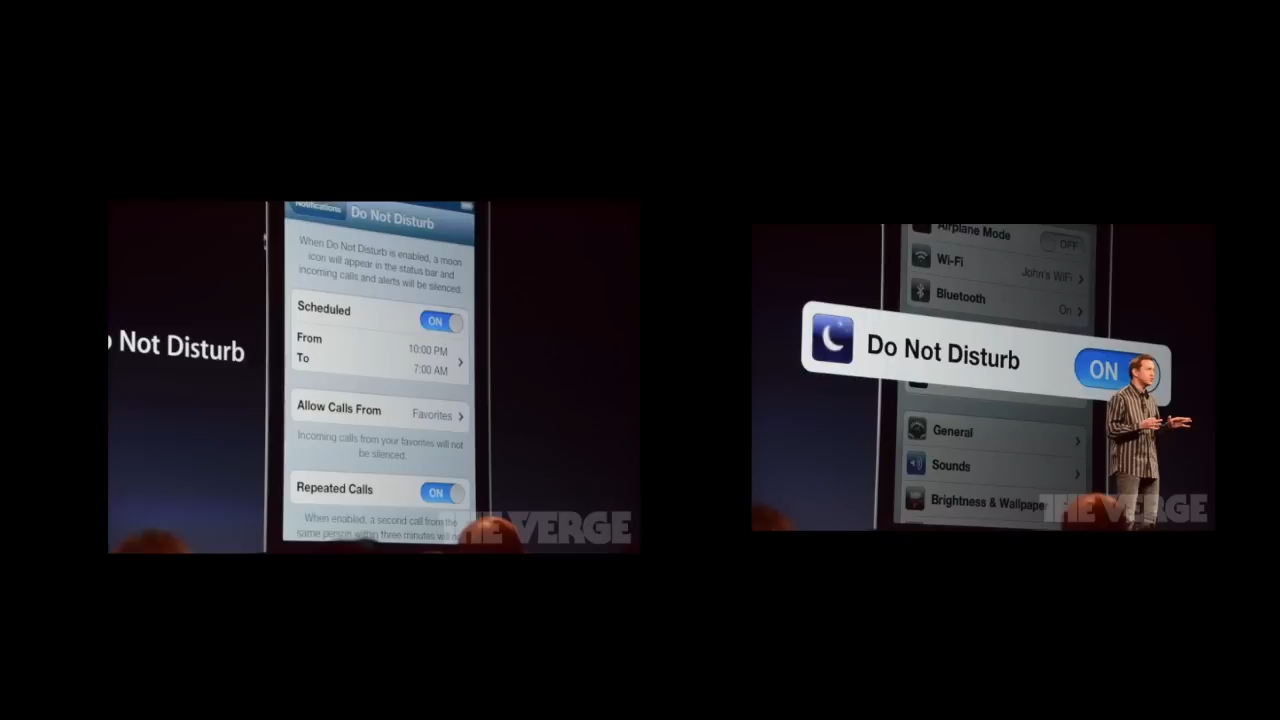 Not Disturb
Notifications
Do Not Disturb
When Do Not Disturb is enabled, a moon
icon will appear in the status bar and
incoming calls and alerts will be silenced.
Scheduled
ON
From
10:00 PM
To
7:00 AM
Allow Calls From
Favorites
Incoming calls from your favorites will not
be silenced.
Repeated Calls
ON
When enabled, a second call from the
same person within three minutes will
THE VERGE
Airplane Mode
OFF
Wi-Fi
John's WiFi
Bluetooth
On
Do Not Disturb
ON
General
Sounds
Brightness & Wallpaper
THE VERGE